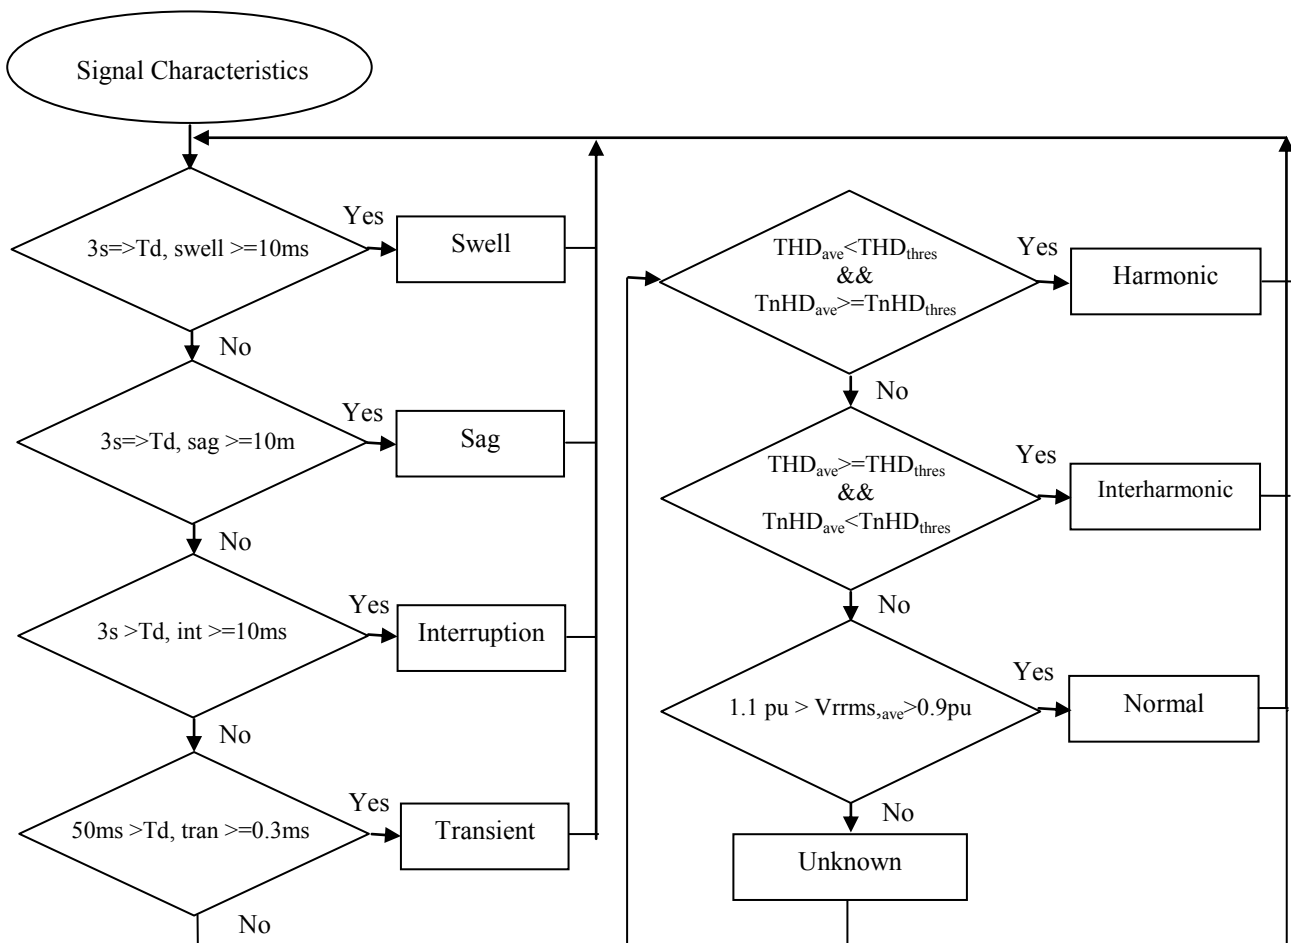 Signal Characteristics
3s=>Td, swell >=10ms
Yes
Swell
No
3s=>Td, sag >=10m
Yes
Sag
No
3s >Td, int >=10ms
Yes
Interruption
No
50ms >Td, tran >=0.3ms
Yes
Transient
No
THDave<THDthres
&&
TnHDave>=TnHDthres
Yes
Harmonic
No
THDave>=THDthres
&&
TnHDave<TnHDthres
Yes
Interharmonic
No
1.1 pu > Vrrms,ave>0.9pu
Yes
Normal
No
Unknown